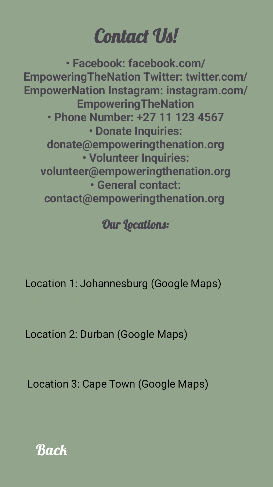 Contact Us!
• Facebook: facebook.com/
EmpoweringTheNation Twitter: twitter.com/
EmpowerNation Instagram: instagram.com/
EmpoweringTheNation
• Phone Number: +27 11 123 4567
• Donate Inquiries:
donate@empoweringthenation.org
• Volunteer Inquiries:
volunteer@empoweringthenation.org
• General contact:
contact@empoweringthenation.org
Our Locations:
Location 1: Johannesburg (Google Maps)
Location 2: Durban (Google Maps)
Location 3: Cape Town (Google Maps)
Back